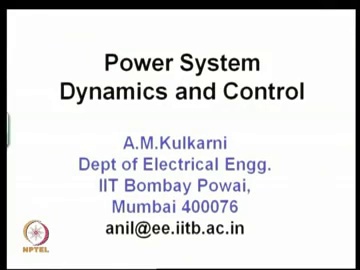 Power System
Dynamics and Control
A.M.Kulkarni
Dept of Electrical Engg.
IIT Bombay Powai,
Mumbai 400076
anil@ee.iitb.ac.in
NPTEL